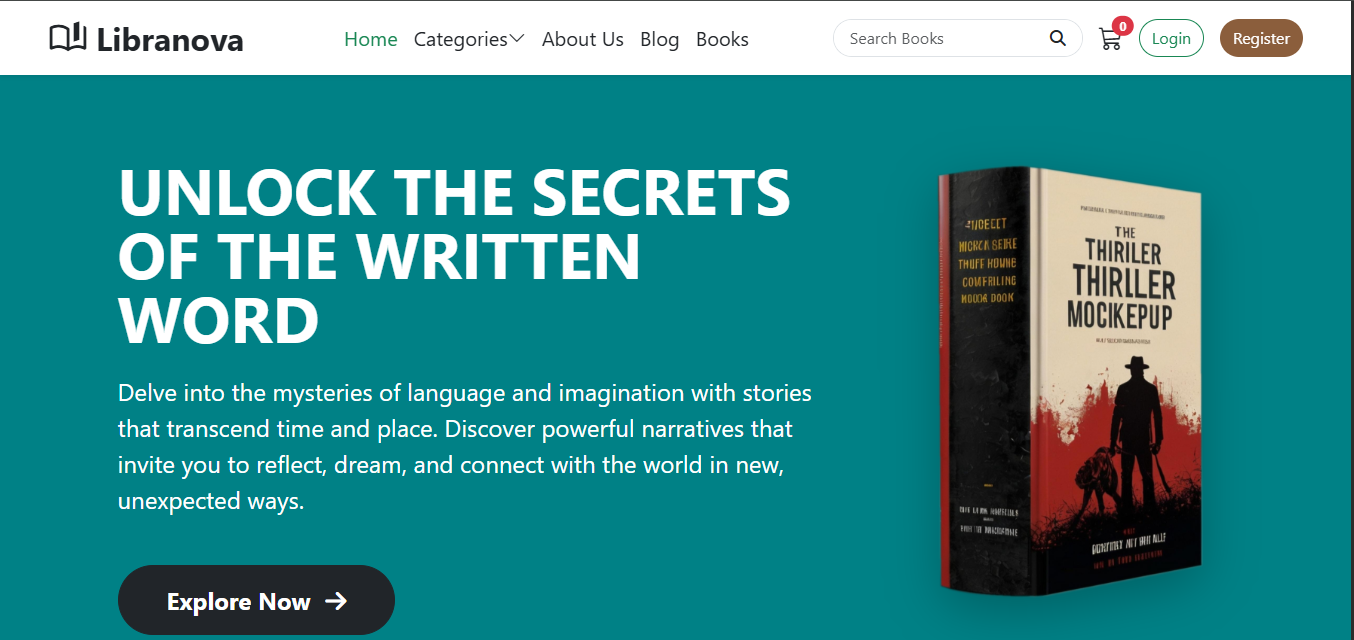 Libranova
Home Categories About Us Blog Books
Search Books
0
Login
Register
UNLOCK THE SECRETS
OF THE WRITTEN
WORD
Delve into the mysteries of language and imagination with stories
that transcend time and place. Discover powerful narratives that
invite you to reflect, dream, and connect with the world in new,
unexpected ways.
Explore Now
THE
THIRILER
THIRLLER
MOCIKEPUP